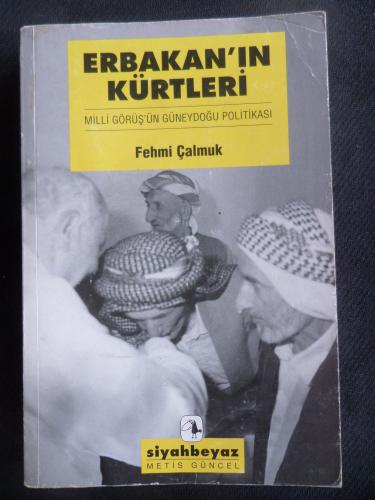 ERBAKAN'IN
KÜRTLERİ
MİLLİ GÖRÜŞ'ÜN GÜNEYDOĞU POLİTİKASI
Fehmi Çalmuk
siyahbeyaz
METİS GÜNCEL